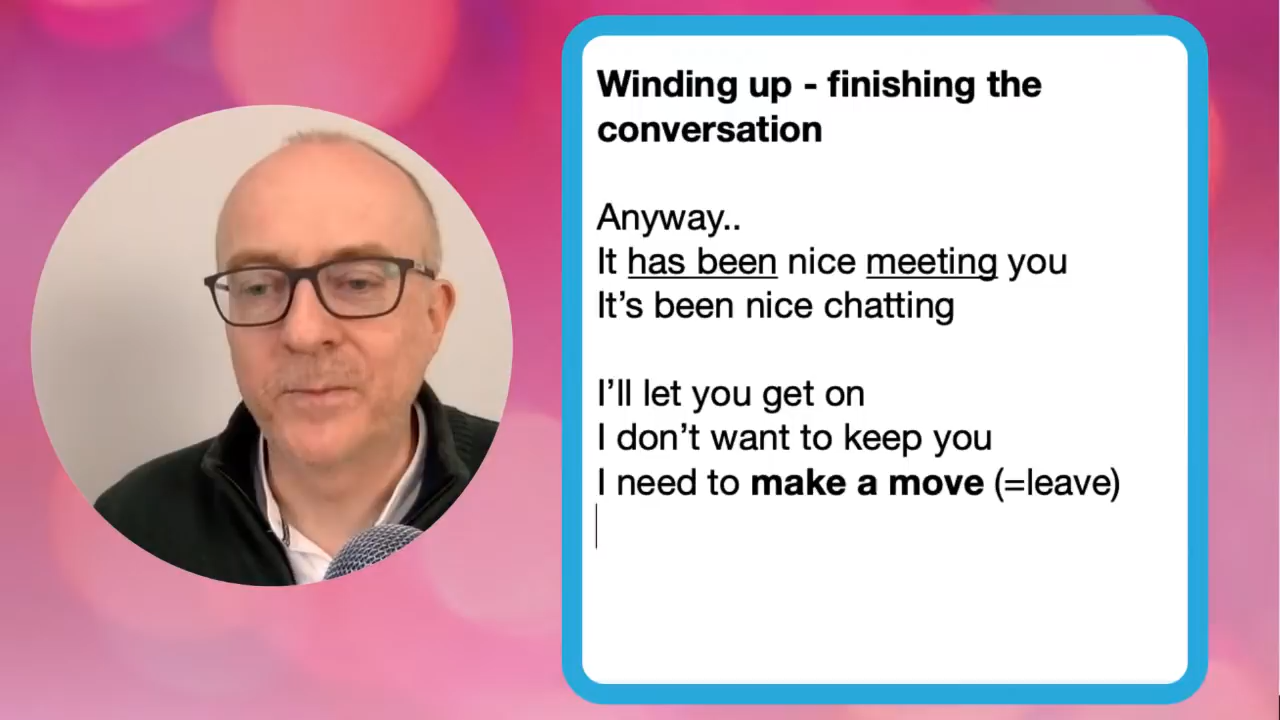 Winding up - finishing the
conversation
Anyway..
It has been nice meeting you
It's been nice chatting
I'll let you get on
I don't want to keep you
I need to make a move (=leave)